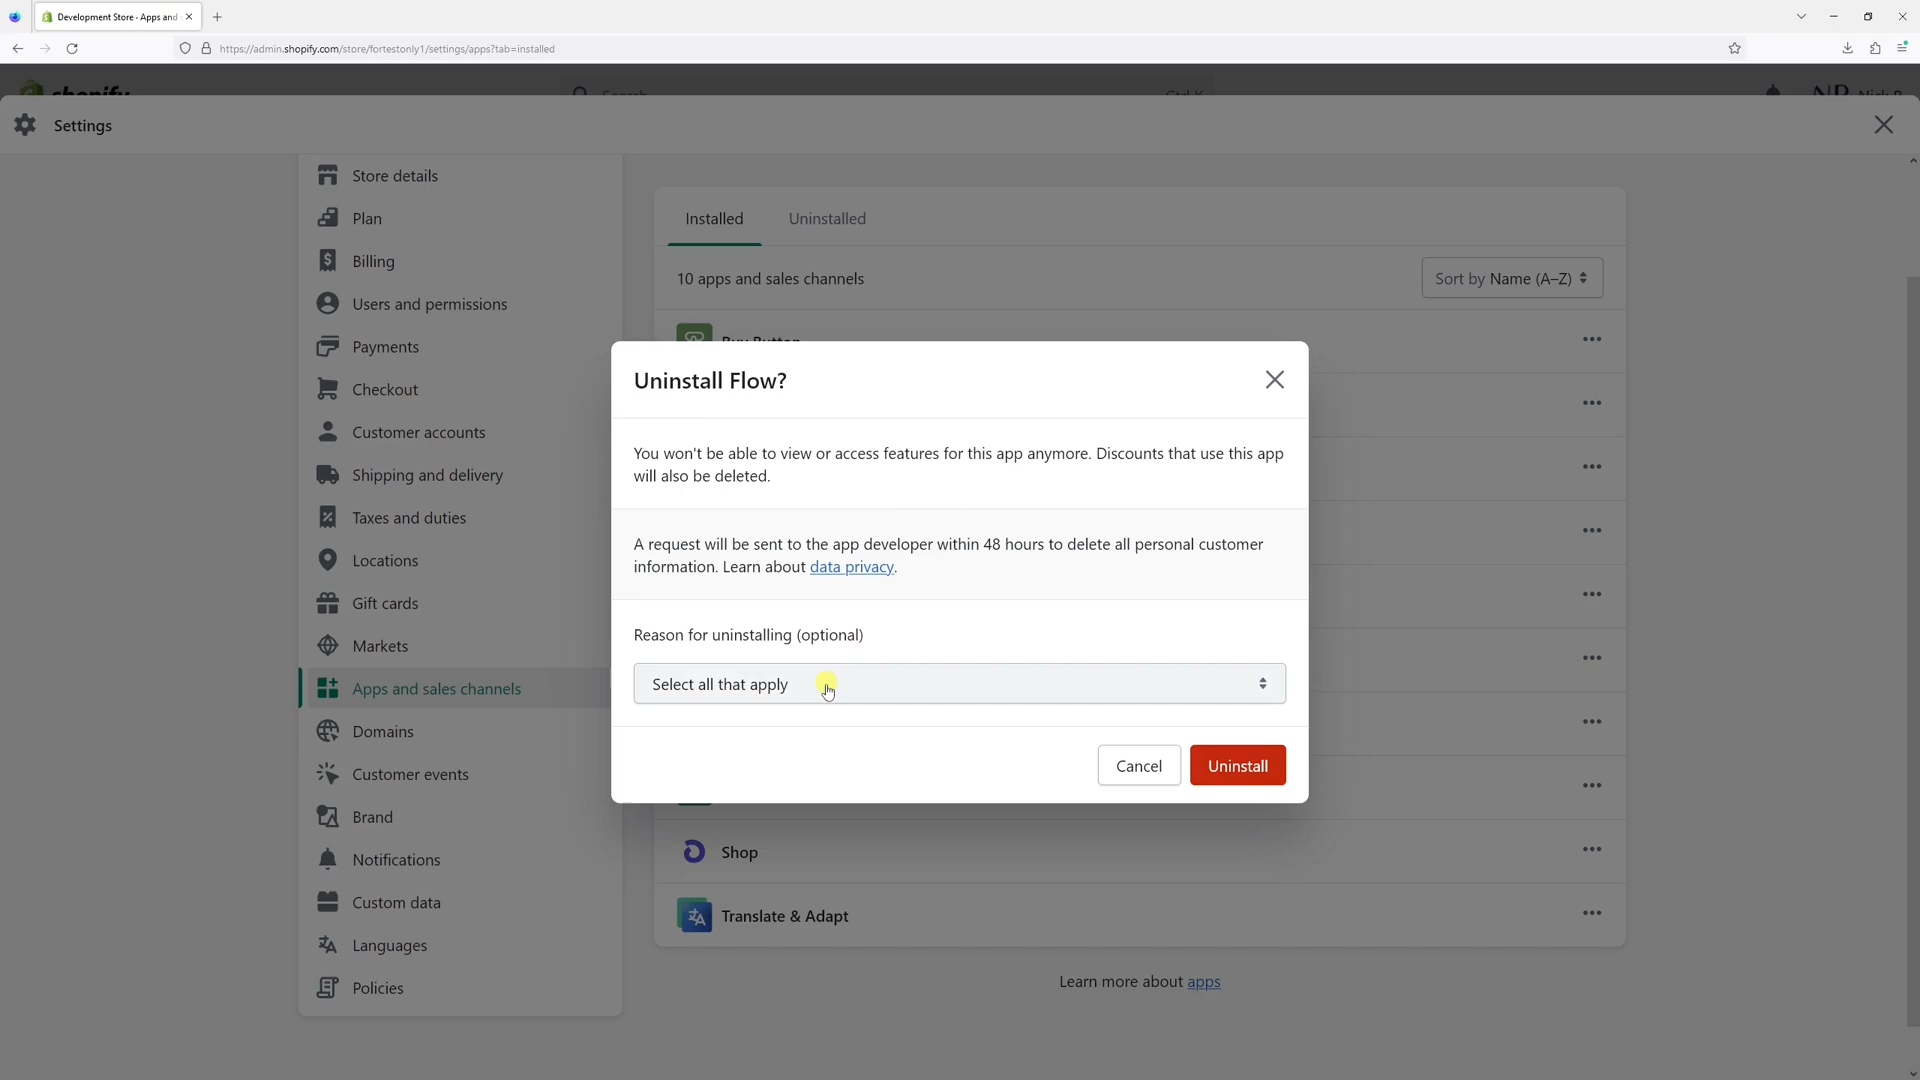 Development Store - Apps and
https://admin.shopify.com/store/fortestonly1/settings/apps?tab=installed
shopify
Search
Ctrl K
Settings
Store details
Plan
Billing
Users and permissions
Payments
Checkout
Customer accounts
Shipping and delivery
Taxes and duties
Locations
Gift cards
Markets
Apps and sales channels
Domains
Customer events
Brand
Notifications
Custom data
Languages
Policies
Installed
Uninstalled
10 apps and sales channels
Sort by Name (A–Z)
Buy Button
Uninstall Flow?
You won't be able to view or access features for this app anymore. Discounts that use this app
will also be deleted.
A request will be sent to the app developer within 48 hours to delete all personal customer
information. Learn about data privacy.
Reason for uninstalling (optional)
Select all that apply
Cancel
Uninstall
Shop
Translate & Adapt
Learn more about apps